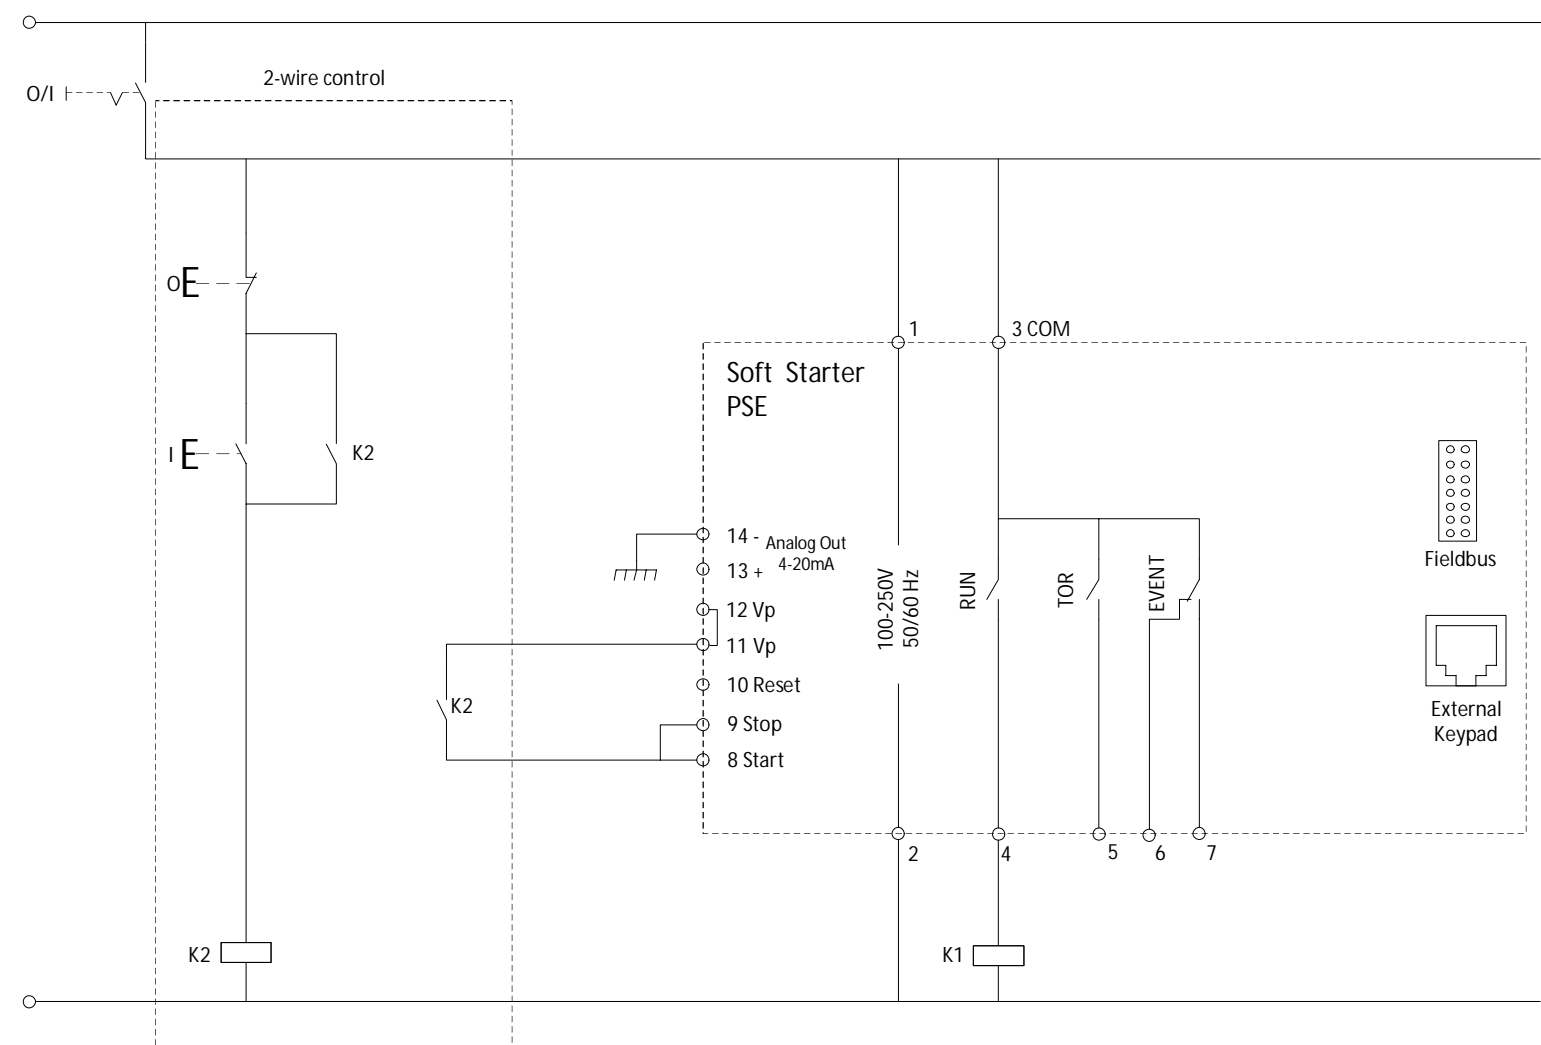 2-wire control
O/I
O E
1
3 COM
Soft Starter
PSE
I E
K2
14 -
Analog Out
4-20mA
13 +
12 Vp
11 Vp
10 Reset
9 Stop
8 Start
K2
100-250V
50/60 Hz
RUN
TOR
EVENT
Fieldbus
External
Keypad
2
4
5
6
7
K2
K1